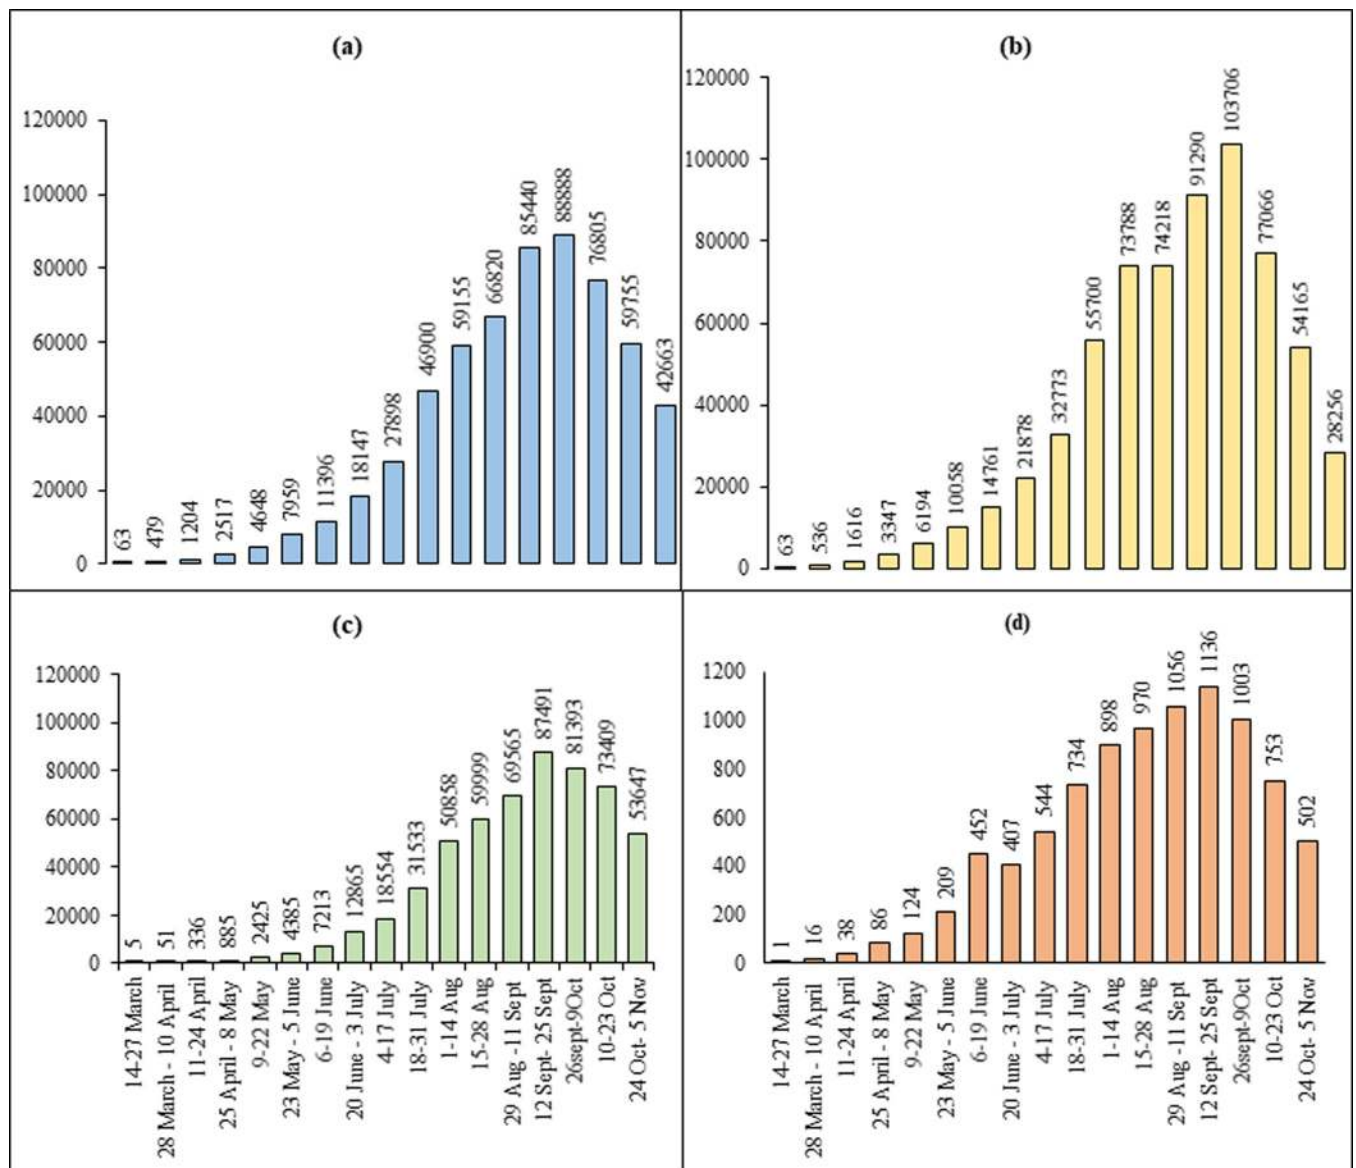 (a)
120000
100000
80000
60000
40000
20000
0
63
479
1204
2517
4648
7959
11396
18147
27898
46900
59155
66820
85440
88888
76805
59755
42663
(b)
120000
100000
80000
60000
40000
20000
0
63
536
1616
3347
6194
10058
14761
21878
32773
55700
73788
74218
91290
103706
77066
54165
28256
(c)
120000
100000
80000
60000
40000
20000
0
5
51
336
885
2425
4385
7213
12865
18554
31533
50858
59999
69565
87491
81393
73409
53647
14-27 March
28 March - 10 April
11-24 April
25 April - 8 May
9-22 May
23 May - 5 June
6-19 June
20 June - 3 July
4-17 July
18-31 July
1-14 Aug
15-28 Aug
29 Aug -11 Sept
12 Sept- 25 Sept
26sept-9Oct
10-23 Oct
24 Oct- 5 Nov
(d)
1200
1000
800
600
400
200
0
1
16
38
86
124
209
452
407
544
734
898
970
1056
1136
1003
753
502
14-27 March
28 March - 10 April
11-24 April
25 April - 8 May
9-22 May
23 May - 5 June
6-19 June
20 June - 3 July
4-17 July
18-31 July
1-14 Aug
15-28 Aug
29 Aug -11 Sept
12 Sept- 25 Sept
26sept-9Oct
10-23 Oct
24 Oct- 5 Nov